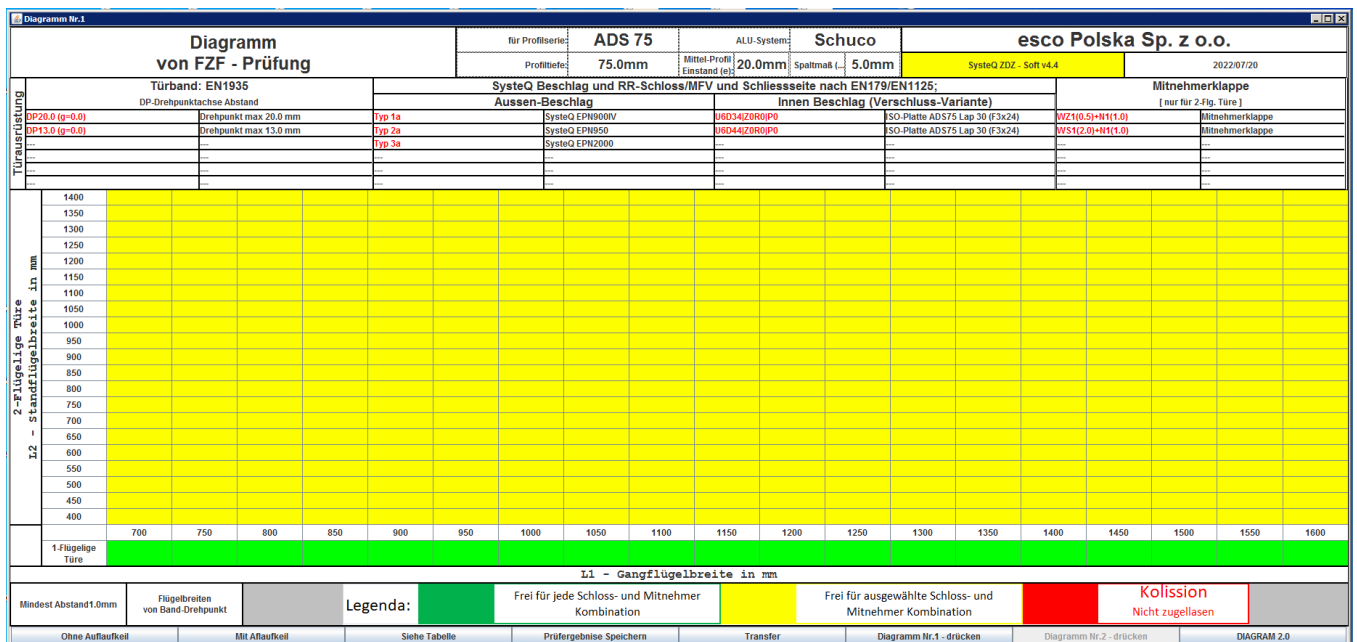 Diagramm Nr.1
Diagramm
von FZF - Prüfung
für Profilserie: ADS 75 ALU-System: Schuco
Profiltiefe: 75.0mm Mittel-Profil Einstand (e): 20.0mm Spaltmaß (... 5.0mm
esco Polska Sp. z o.o.
SysteQ ZDZ - Soft v4.4 2022/07/20
Türausrüstung
Türband: EN1935
DP-Drehpunktachse Abstand
SysteQ Beschlag und RR-Schloss/MFV und Schliessseite nach EN179/EN1125;
Aussen-Beschlag Innen Beschlag (Verschluss-Variante)
Mitnehmerklappe
[ nur für 2-Flg. Türe ]
DP20.0 (g=0.0) Drehpunkt max 20.0 mm Typ 1a SysteQ EPN900IV U6D34|Z0R0|P0 ISO-Platte ADS75 Lap 30 (F3x24) WZ1(0.5)+N1(1.0) Mitnehmerklappe
DP13.0 (g=0.0) Drehpunkt max 13.0 mm Typ 2a SysteQ EPN950 U6D44|Z0R0|P0 ISO-Platte ADS75 Lap 30 (F3x24) WS1(2.0)+N1(1.0) Mitnehmerklappe
--- --- Typ 3a SysteQ EPN2000 --- --- --- ---
--- --- --- --- --- --- --- ---
--- --- --- --- --- --- --- ---
2-Flügelige Türe
L2 - Standflügelbreite in mm
1400
1350
1300
1250
1200
1150
1100
1050
1000
950
900
850
800
750
700
650
600
550
500
450
400
700 750 800 850 900 950 1000 1050 1100 1150 1200 1250 1300 1350 1400 1450 1500 1550 1600
1-Flügelige
Türe
L1 - Gangflügelbreite in mm
Mindest Abstand1.0mm
Flügelbreiten
von Band-Drehpunkt
Legenda:
Frei für jede Schloss- und Mitnehmer
Kombination
Frei für ausgewählte Schloss- und
Mitnehmer Kombination
Kolission
Nicht zugellasen
Ohne Auflaufkeil Mit Aflaufkeil Siehe Tabelle Prüfergebnise Speichern Transfer Diagramm Nr.1 - drücken Diagramm Nr.2 - drücken DIAGRAM 2.0